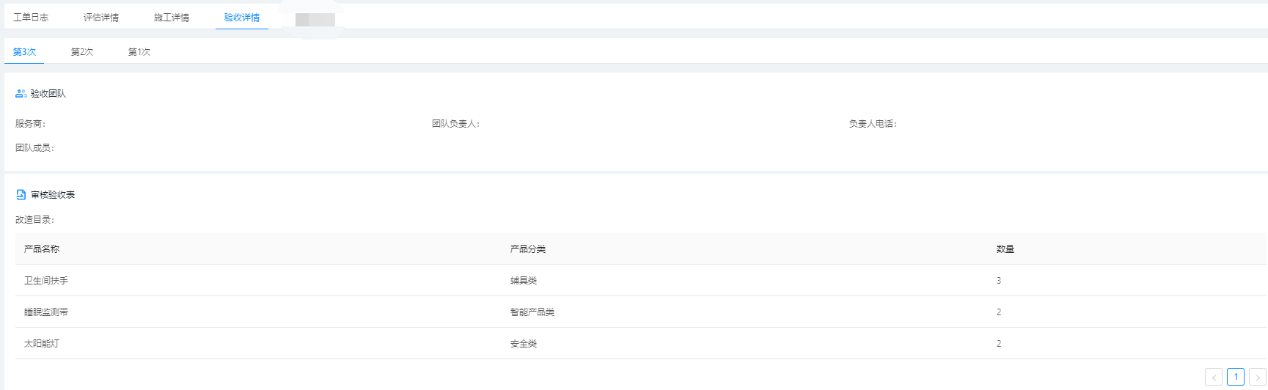 工单日志 评估详情 施工详情 验收详情
第3次 第2次 第1次
验收团队
服务商： 团队负责人： 负责人电话：
团队成员：
审核验收表
改造目录：
产品名称 产品分类 数量
卫生间扶手 辅具类 3
睡眠监测带 智能产品类 2
太阳能灯 安全类 2
1